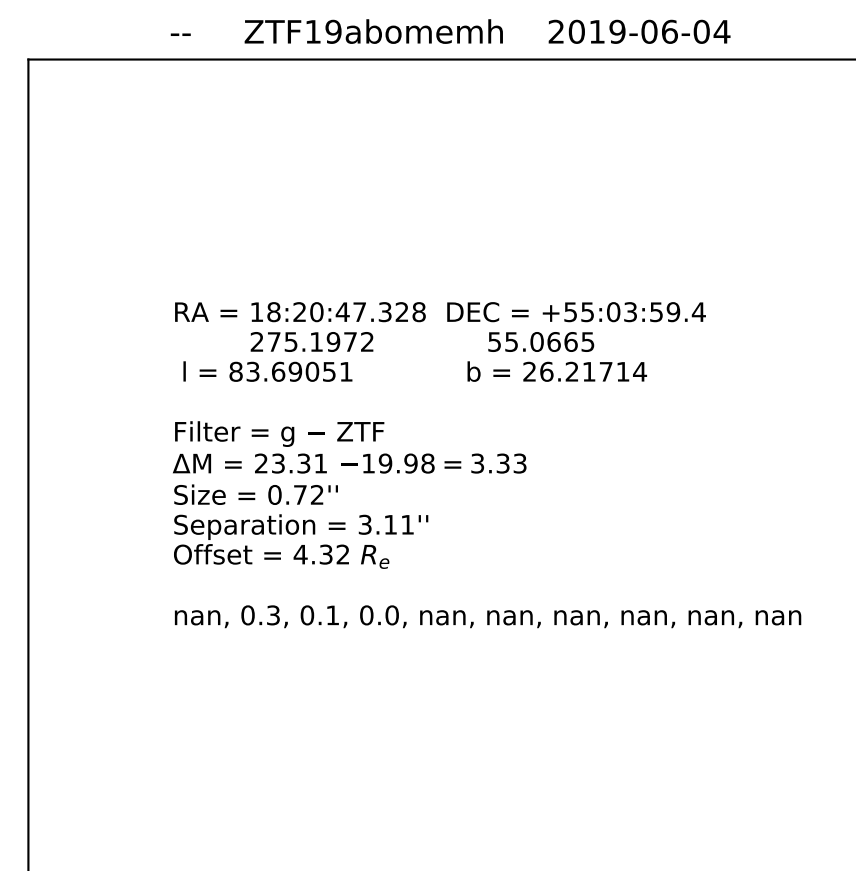 -- ZTF19abomemh 2019-06-04
RA = 18:20:47.328 DEC = +55:03:59.4
275.1972 55.0665
l = 83.69051 b = 26.21714
Filter = g − ZTF
ΔM = 23.31 −19.98 = 3.33
Size = 0.72''
Separation = 3.11''
Offset = 4.32 Re
nan, 0.3, 0.1, 0.0, nan, nan, nan, nan, nan, nan